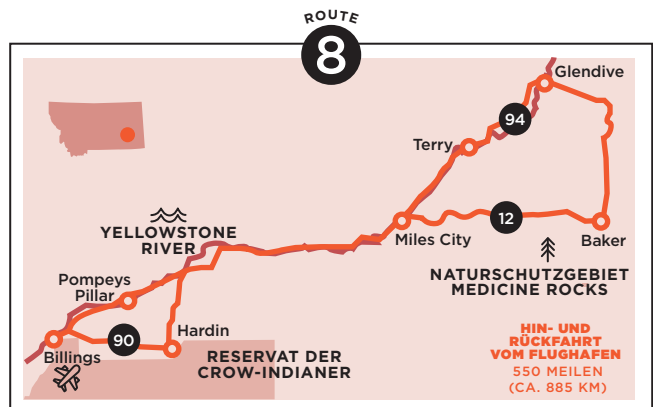 ROUTE
8
Glendive
94
Terry
12
Miles City
Baker
YELLOWSTONE
RIVER
NATURSCHUTZGEBIET
MEDICINE ROCKS
Pompeys
Pillar
90
Hardin
Billings
RESERVAT DER
CROW-INDIANER
HIN- UND
RÜCKFAHRT
VOM FLUGHAFEN
550 MEILEN
(CA. 885 KM)